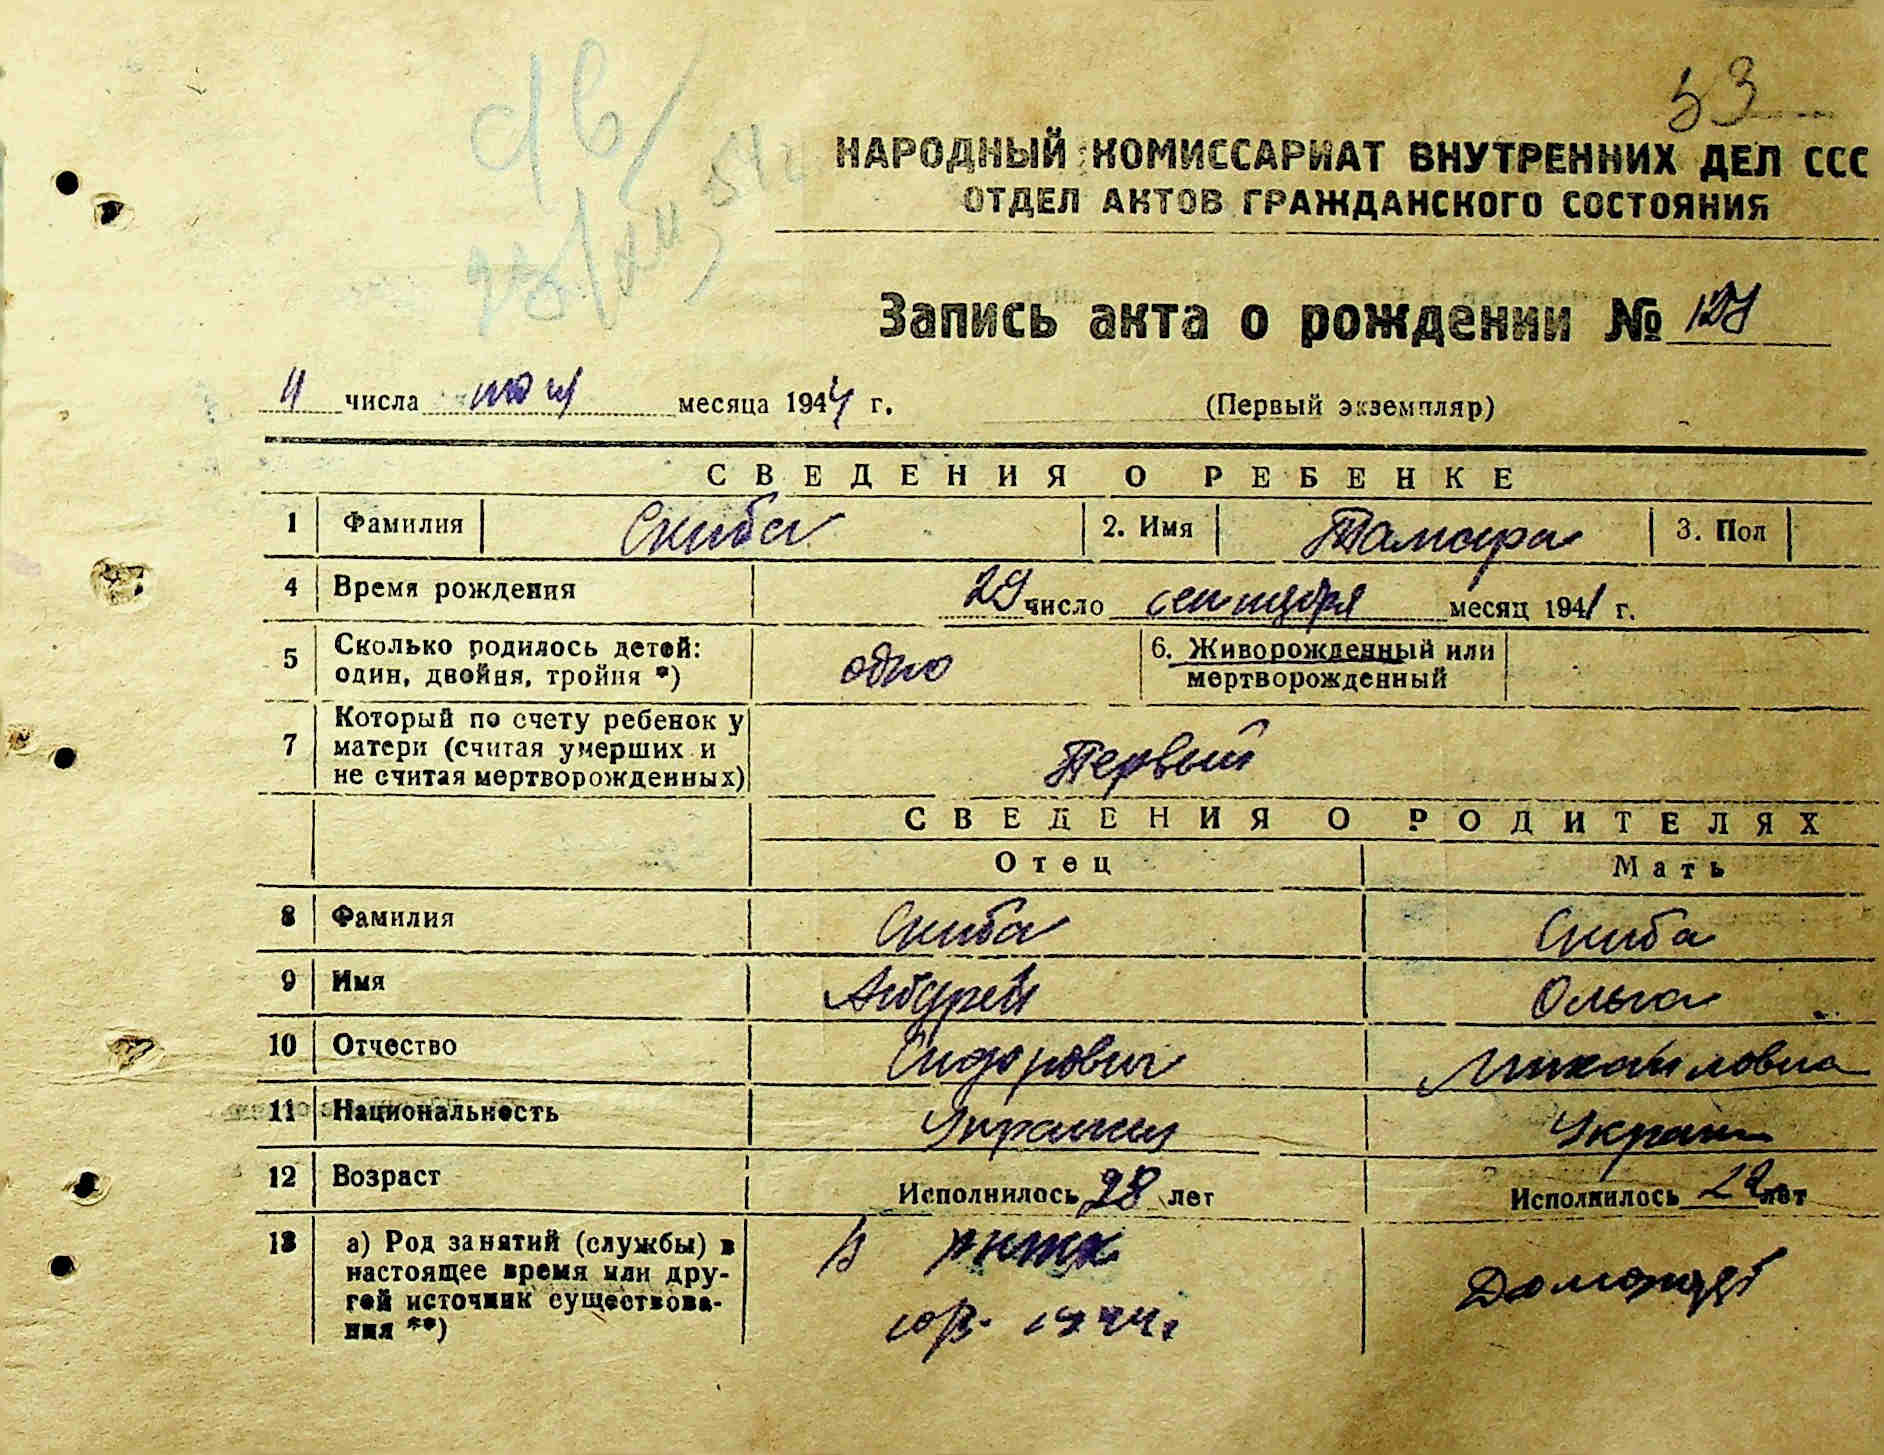 53
НАРОДНЫЙ КОМИССАРИАТ ВНУТРЕННИХ ДЕЛ ССС
ОТДЕЛ АКТОВ ГРАЖДАНСКОГО СОСТОЯНИЯ
Запись акта о рождении №
числа месяца 1944 г. (Первый экземпляр)
СВЕДЕНИЯ О РЕБЕНКЕ
1 Фамилия Скиба 2. Имя Тамара 3. Пол
4 Время рождения 29 число сентября месяц 1941 г.
5 Сколько родилось детей: один, двойня, тройня *) одно 6. Живорожденный или мертворожденный
7 Который по счету ребенок у матери (считая умерших и не считая мертворожденных) Первый
СВЕДЕНИЯ О РОДИТЕЛЯХ
Отец Мать
8 Фамилия Скиба Скиба
9 Имя Андрей Ольга
10 Отчество Сидорович Михайловна
11 Национальность
12 Возраст Исполнилось 28 лет Исполнилось лет
13 а) Род занятий (службы) в настоящее время или другой источник существования **)
1944г.